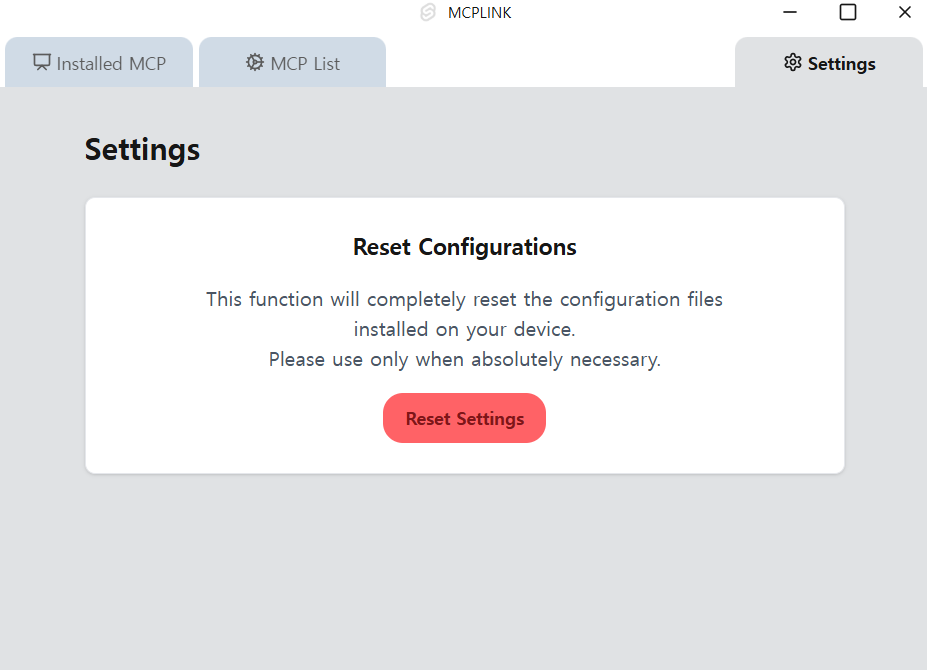 MCPLINK
Installed MCP
MCP List
Settings
Settings
Reset Configurations
This function will completely reset the configuration files
installed on your device.
Please use only when absolutely necessary.
Reset Settings